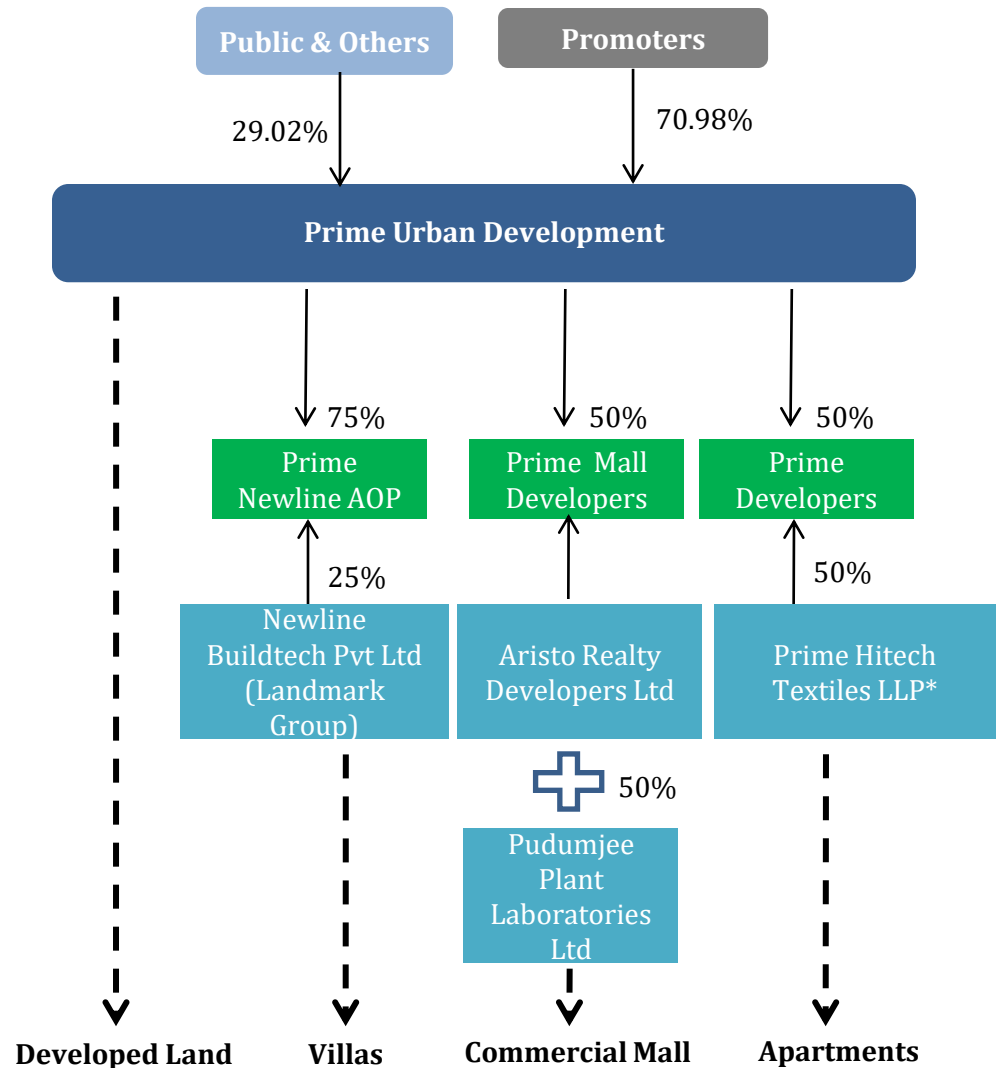 Public & Others
Promoters
29.02%
70.98%
Prime Urban Development
75%
50%
50%
Prime
Newline AOP
Prime Mall
Developers
Prime
Developers
25%
50%
Newline
Buildtech Pvt Ltd
(Landmark
Group)
Aristo Realty
Developers Ltd
Prime Hitech
Textiles LLP*
50%
Pudumjee
Plant
Laboratories
Ltd
Developed Land
Villas
Commercial Mall
Apartments